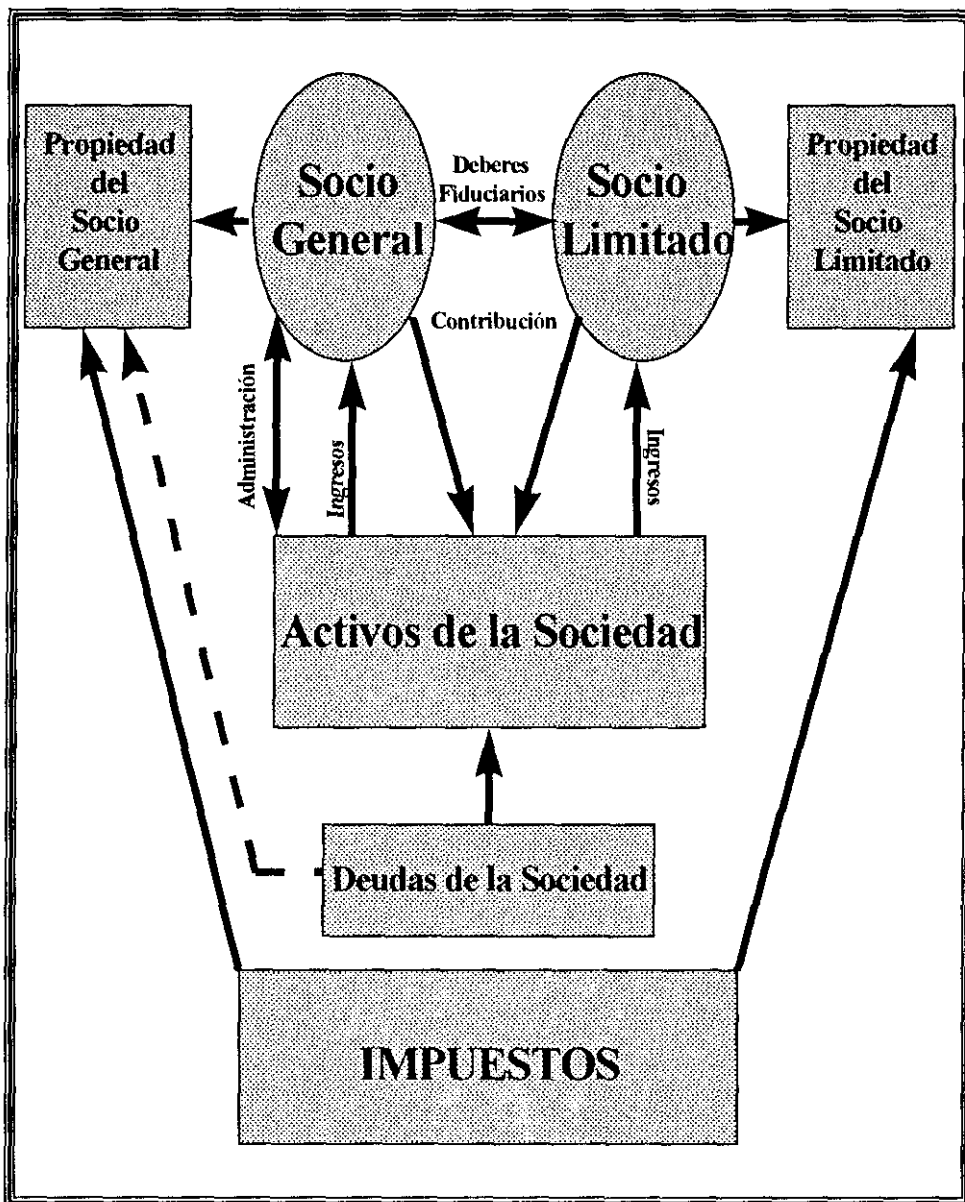 Propiedad
del
Socio
General
Socio
General
Deberes
Fiduciarios
Socio
Limitado
Propiedad
del
Socio
Limitado
Contribución
Administración
Ingresos
Ingresos
Activos de la Sociedad
Deudas de la Sociedad
IMPUESTOS